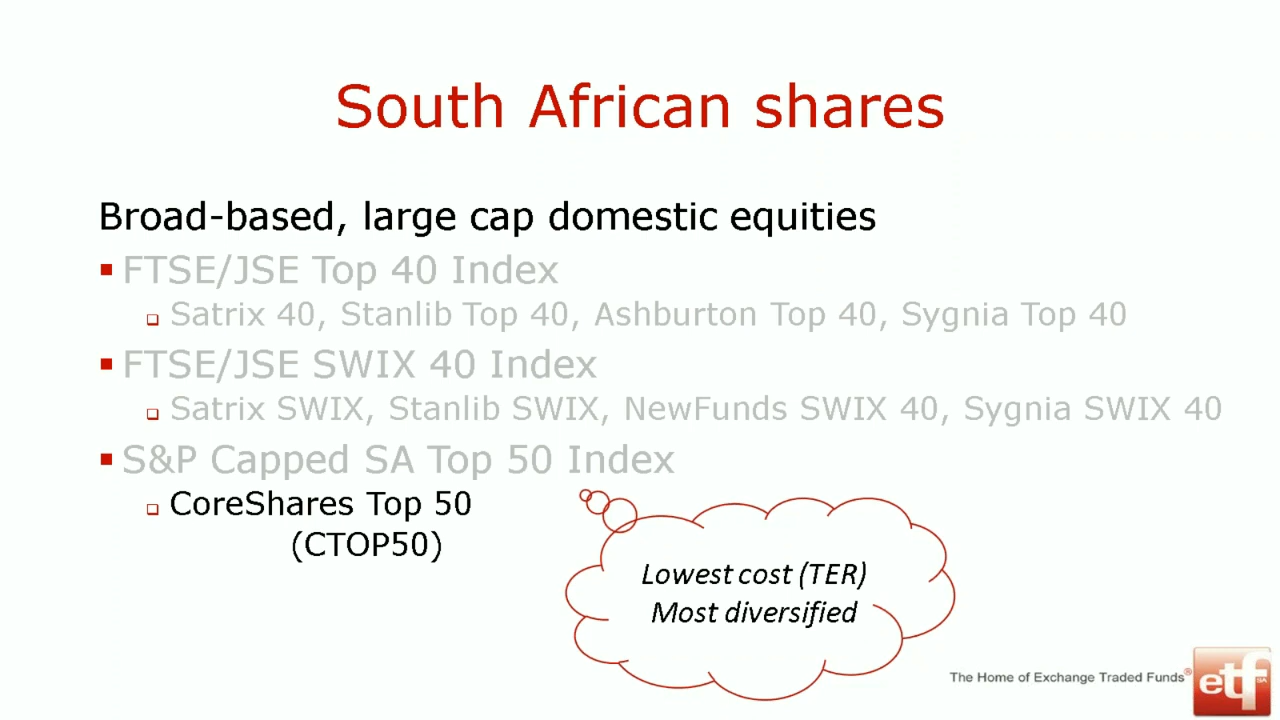 South African shares
Broad-based, large cap domestic equities
FTSE/JSE Top 40 Index
Satrix 40, Stanlib Top 40, Ashburton Top 40, Sygnia Top 40
FTSE/JSE SWIX 40 Index
Satrix SWIX, Stanlib SWIX, NewFunds SWIX 40, Sygnia SWIX 40
S&P Capped SA Top 50 Index
CoreShares Top 50
(CTOP50)
Lowest cost (TER)
Most diversified
The Home of Exchange Traded Funds®
etf
SA